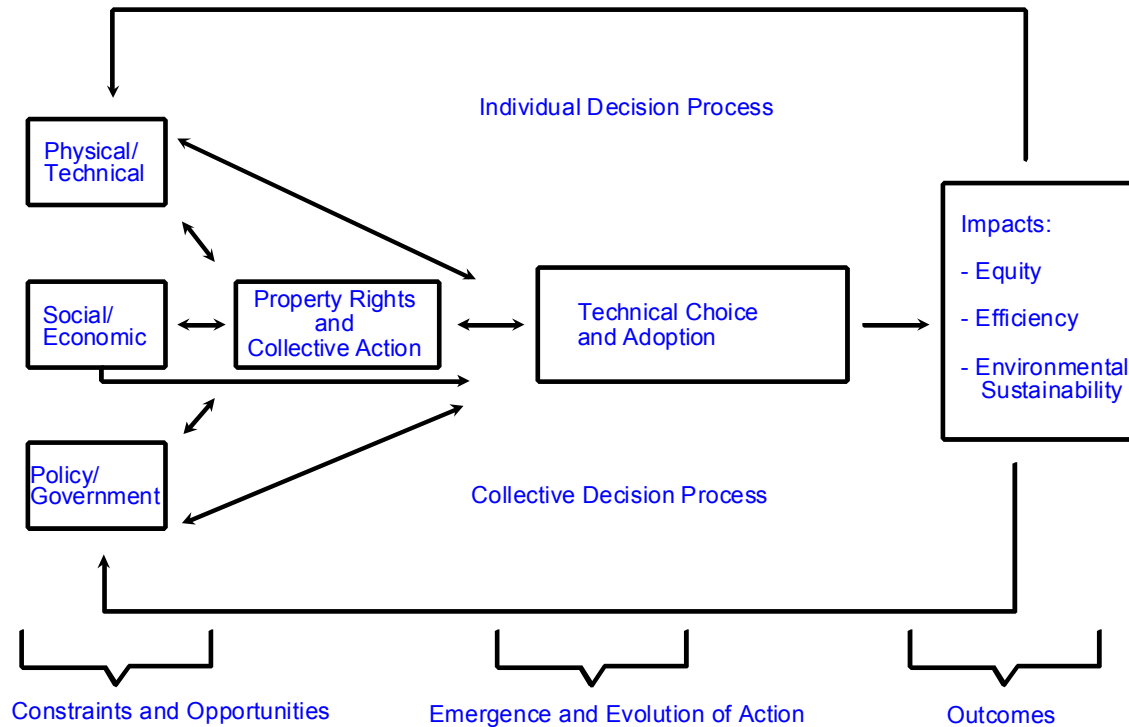 Individual Decision Process
Physical/
Technical
Impacts:
- Equity
- Efficiency
- Environmental
Sustainability
Social/
Economic
Property Rights
and
Collective Action
Technical Choice
and Adoption
Policy/
Government
Collective Decision Process
Constraints and Opportunities
Emergence and Evolution of Action
Outcomes